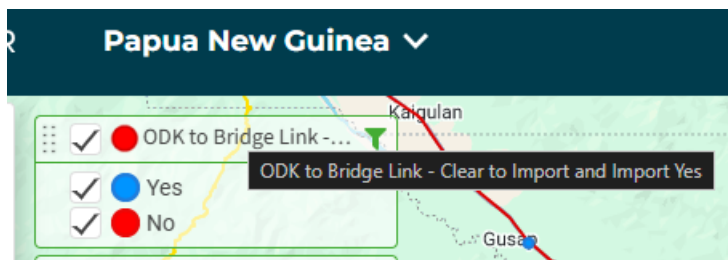 R
Papua New Guinea
Kaigulan
ODK to Bridge Link -...
ODK to Bridge Link - Clear to Import and Import Yes
Yes
No
Gusap